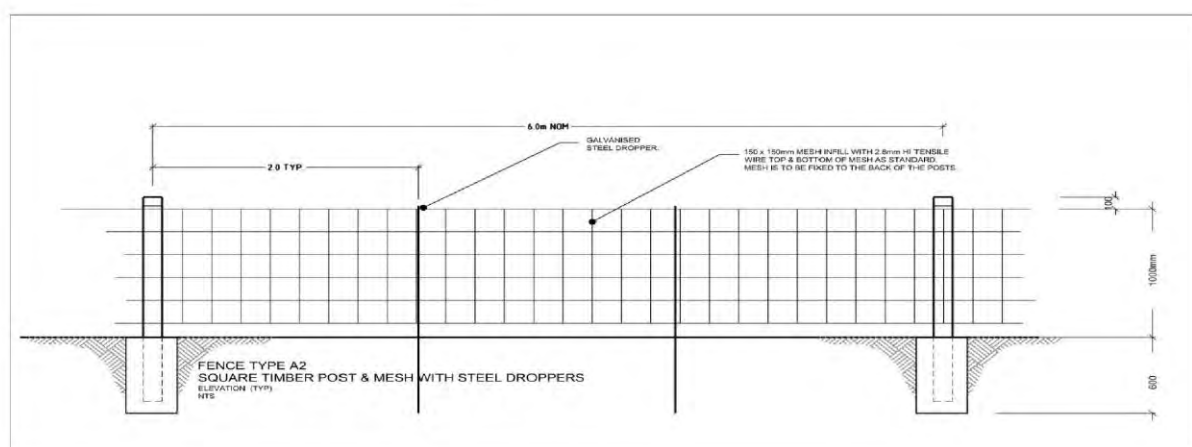 6.0m NOM
GALVANISED
STEEL DROPPER.
150 x 150mm MESH INFILL WITH 2.8mm HI TENSILE
WIRE TOP & BOTTOM OF MESH AS STANDARD.
MESH IS TO BE FIXED TO THE BACK OF THE POSTS.
2.0 TYP
100
1000mm
600
FENCE TYPE A2
SQUARE TIMBER POST & MESH WITH STEEL DROPPERS
ELEVATION (TYP)
NTS